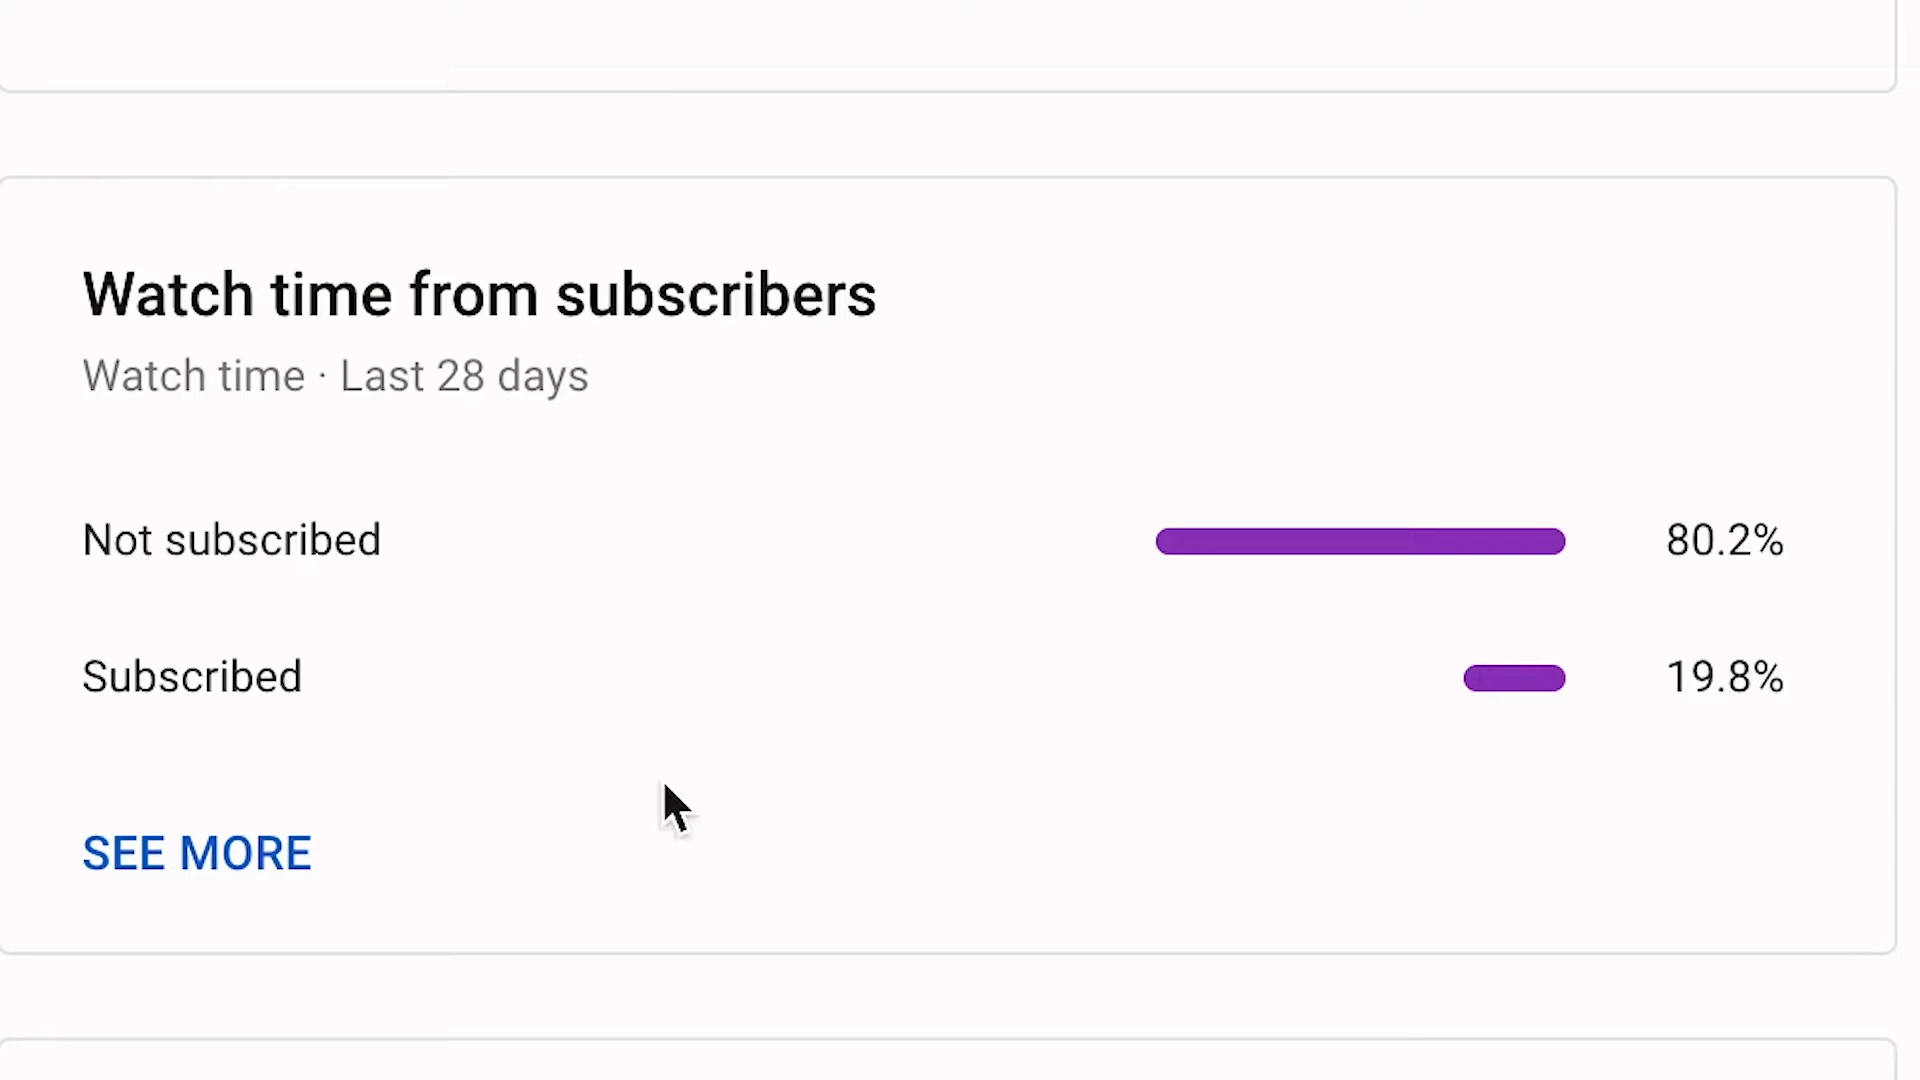 Watch time from subscribers
Watch time · Last 28 days
Not subscribed 80.2%
Subscribed 19.8%
SEE MORE